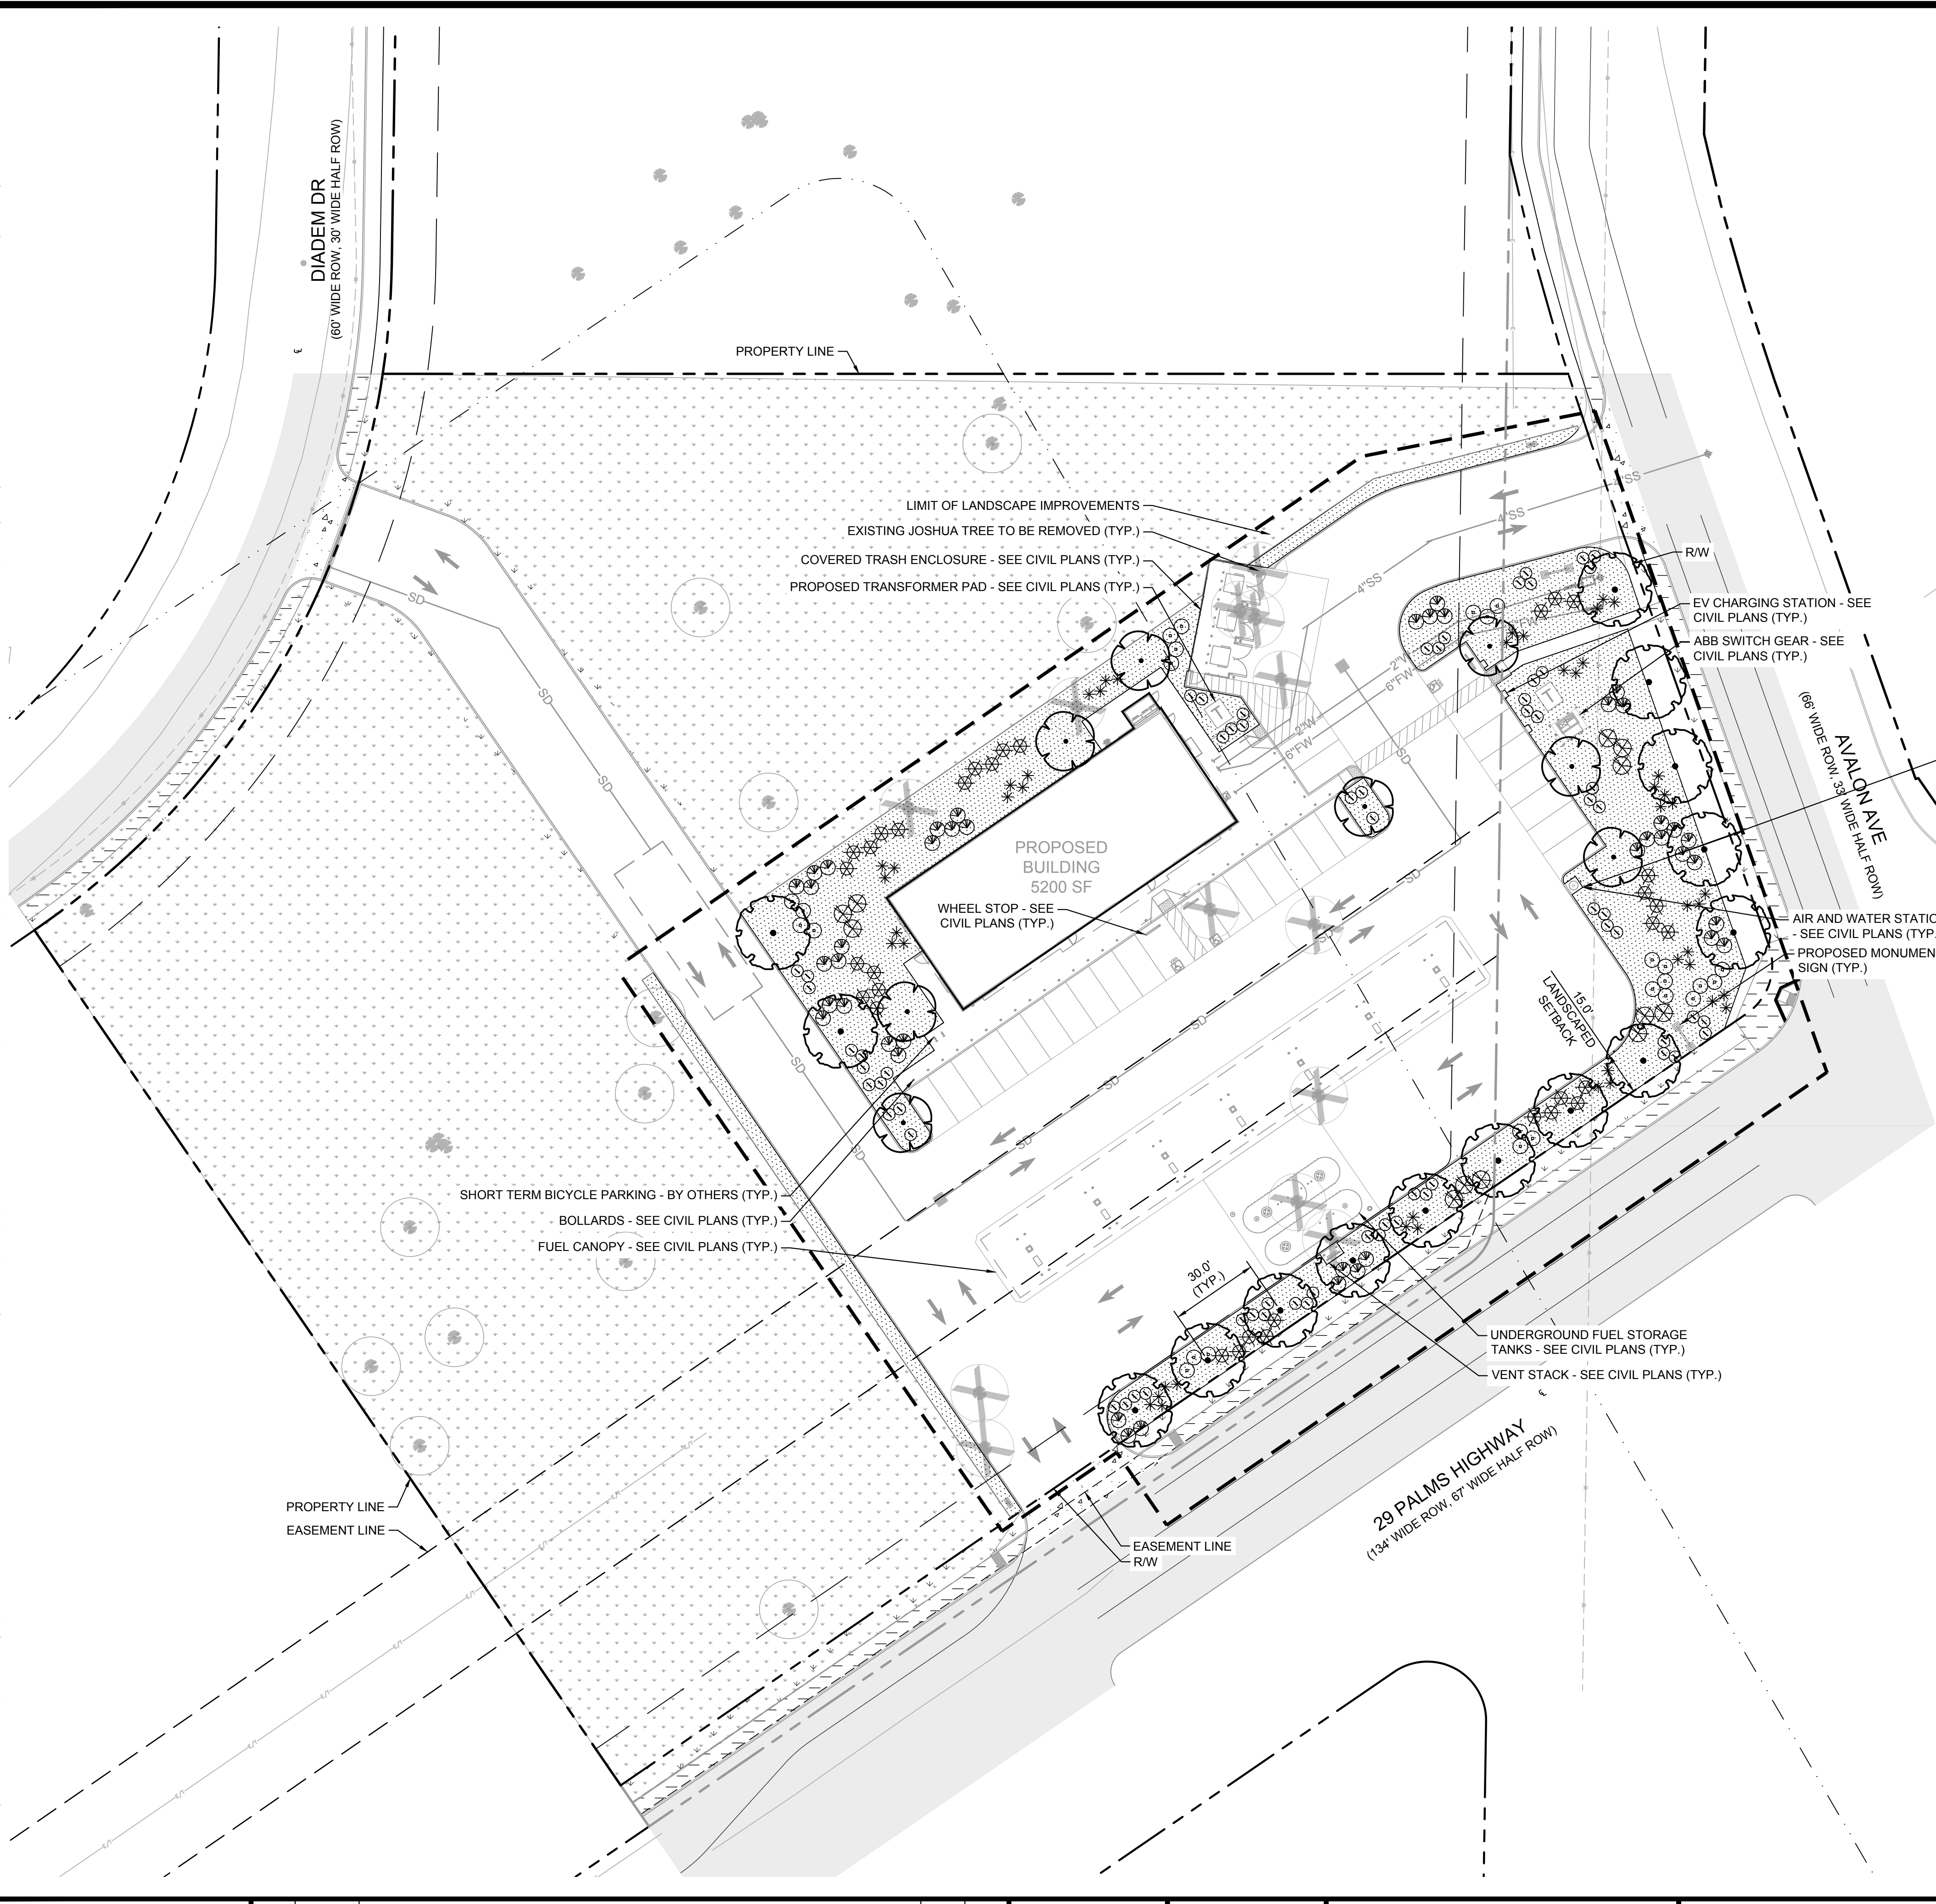 DIADEM DR
(60' WIDE ROW, 30' WIDE HALF ROW)
℄
PROPERTY LINE
LIMIT OF LANDSCAPE IMPROVEMENTS
EXISTING JOSHUA TREE TO BE REMOVED (TYP.)
COVERED TRASH ENCLOSURE - SEE CIVIL PLANS (TYP.)
PROPOSED TRANSFORMER PAD - SEE CIVIL PLANS (TYP.)
4"SS
4"SS
4"SS
R/W
EV CHARGING STATION - SEE
CIVIL PLANS (TYP.)
ABB SWITCH GEAR - SEE
CIVIL PLANS (TYP.)
AVALON AVE
(66' WIDE ROW, 33' WIDE HALF ROW)
SD
SD
SD
SD
SD
2"W
6"FW
2"W
6"FW
T
T
SD
SD
SD
SD
SD
SD
PROPOSED
BUILDING
5200 SF
WHEEL STOP - SEE
CIVIL PLANS (TYP.)
AIR AND WATER STATIO
- SEE CIVIL PLANS (TYP.
PROPOSED MONUMEN
SIGN (TYP.)
15.0'
LANDSCAPED
SETBACK
SHORT TERM BICYCLE PARKING - BY OTHERS (TYP.)
BOLLARDS - SEE CIVIL PLANS (TYP.)
FUEL CANOPY - SEE CIVIL PLANS (TYP.)
30.0'
(TYP.)
UNDERGROUND FUEL STORAGE
TANKS - SEE CIVIL PLANS (TYP.)
VENT STACK - SEE CIVIL PLANS (TYP.)
℄
29 PALMS HIGHWAY
(134' WIDE ROW, 67' WIDE HALF ROW)
PROPERTY LINE
EASEMENT LINE
EASEMENT LINE
R/W